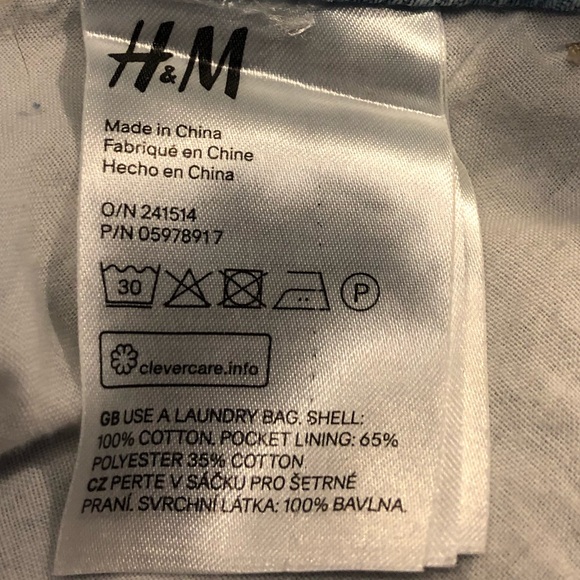 H&M
Made in China
Fabriqué en Chine
Hecho en China
O/N 241514
P/N 05978917
30 P
clevercare.info
GB USE A LAUNDRY BAG. SHELL:
100% COTTON. POCKET LINING: 65%
POLYESTER 35% COTTON
CZ PERTE V SÁČKU PRO ŠETRNÉ
PRANÍ. SVRCHNÍ LÁTKA: 100% BAVLNA.